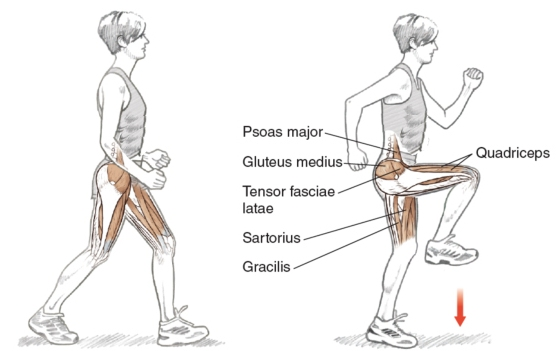 Psoas major
Gluteus medius
Quadriceps
Tensor fasciae
latae
Sartorius
Gracilis